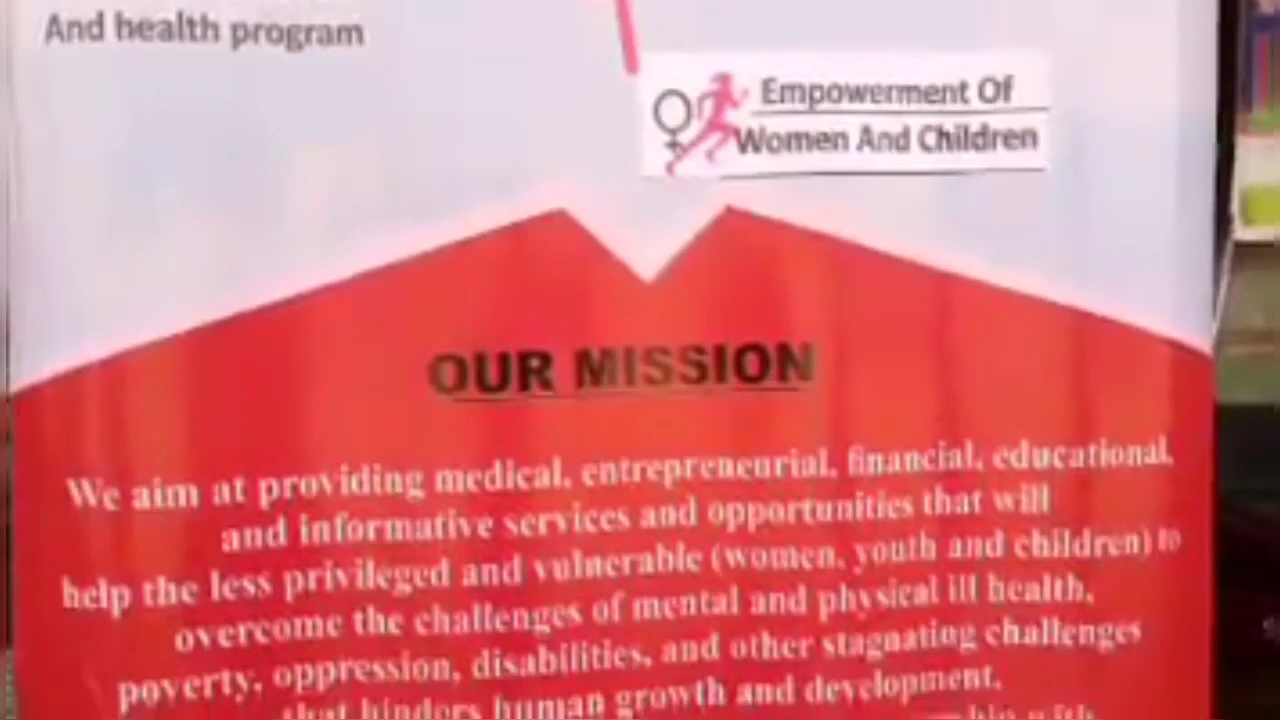 And health program
Empowerment Of
Women And Children
OUR MISSION
We aim at providing medical, entrepreneurial, financial, educational,
and informative services and opportunities that will
help the less privileged and vulnerable (women, youth and children) to
overcome the challenges of mental and physical ill health,
poverty, oppression, disabilities, and other stagnating challenges
that hinders human growth and development.
with